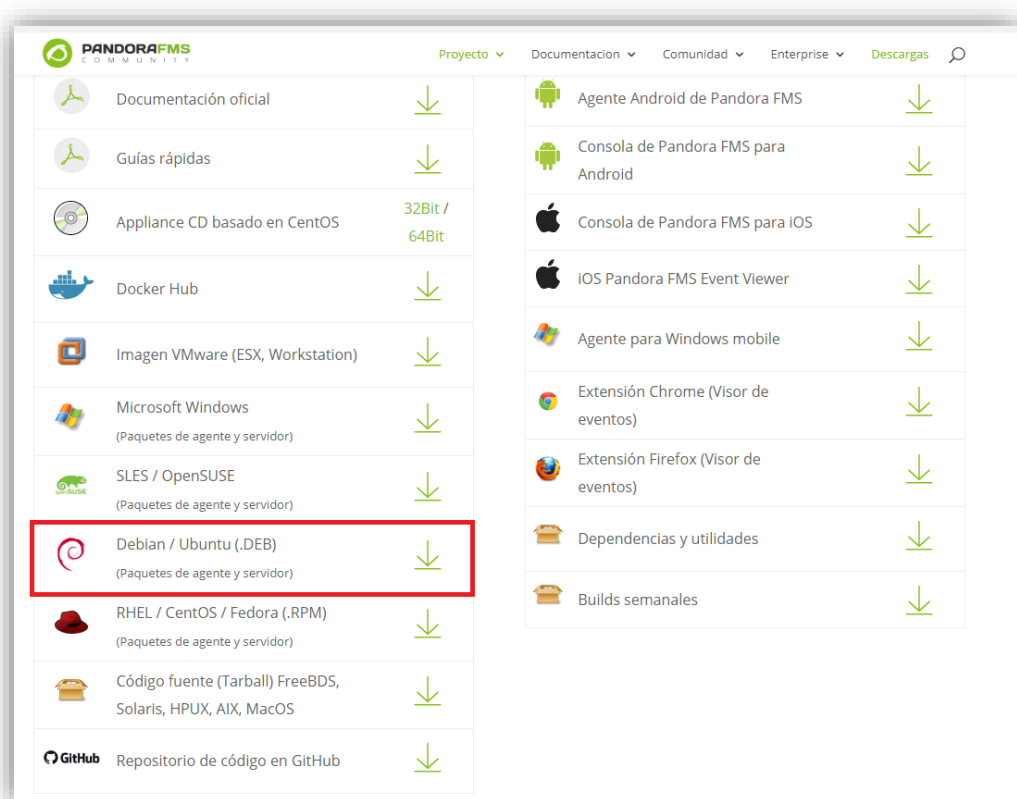 PANDORAFMS
COMMUNITY
Proyecto
Documentacion
Comunidad
Enterprise
Descargas
Documentación oficial
Guías rápidas
Appliance CD basado en CentOS
32Bit /
64Bit
Docker Hub
Imagen VMware (ESX, Workstation)
Microsoft Windows
(Paquetes de agente y servidor)
openSUSE
SLES / OpenSUSE
(Paquetes de agente y servidor)
Debian / Ubuntu (.DEB)
(Paquetes de agente y servidor)
RHEL / CentOS / Fedora (.RPM)
(Paquetes de agente y servidor)
Código fuente (Tarball) FreeBDS,
Solaris, HPUX, AIX, MacOS
GitHub
Repositorio de código en GitHub
Agente Android de Pandora FMS
Consola de Pandora FMS para
Android
Consola de Pandora FMS para iOS
iOS Pandora FMS Event Viewer
Agente para Windows mobile
Extensión Chrome (Visor de
eventos)
Extensión Firefox (Visor de
eventos)
Dependencias y utilidades
Builds semanales